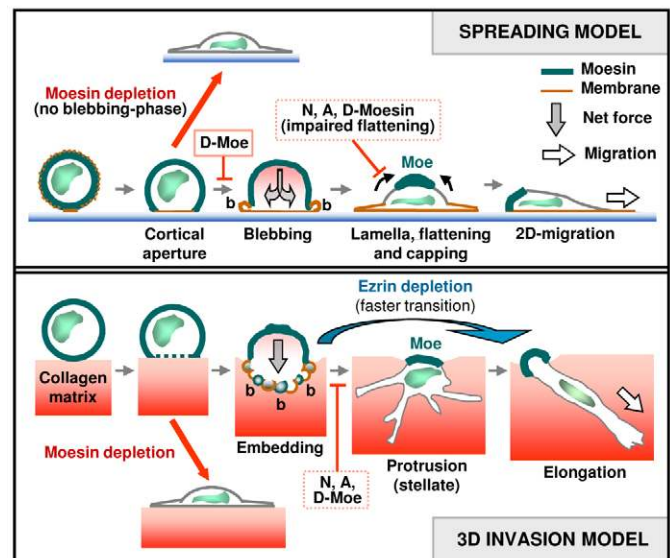 SPREADING MODEL
Moesin
Membrane
Net force
Migration
Moesin depletion
(no blebbing-phase)
N, A, D-Moesin
(impaired flattening)
D-Moe
Moe
b
b
Cortical
aperture
Blebbing
Lamella, flattening
and capping
2D-migration
Ezrin depletion
(faster transition)
Collagen
matrix
Moe
b
b
b
Embedding
Protrusion
(stellate)
Elongation
Moesin depletion
N, A,
D-Moe
3D INVASION MODEL